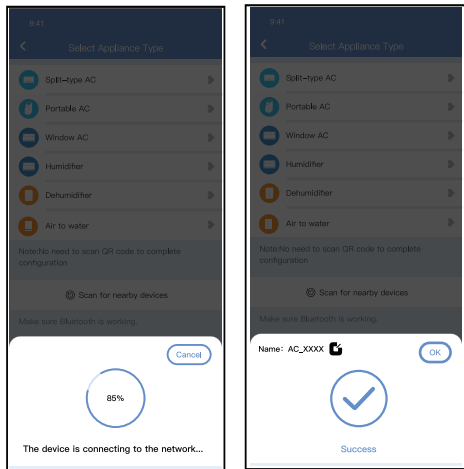 9:41
Select Appliance Type
Split-type AC
Portable AC
Window AC
Humidifier
Dehumidifier
Air to water
Note:No need to scan QR code to complete
configuration
Scan for nearby devices
Make sure Bluetooth is working.
Cancel
85%
The device is connecting to the network...
9:41
Select Appliance Type
Split-type AC
Portable AC
Window AC
Humidifier
Dehumidifier
Air to water
Note:No need to scan QR code to complete
configuration
Scan for nearby devices
Make sure Bluetooth is working.
Name: AC_XXXX
OK
Success